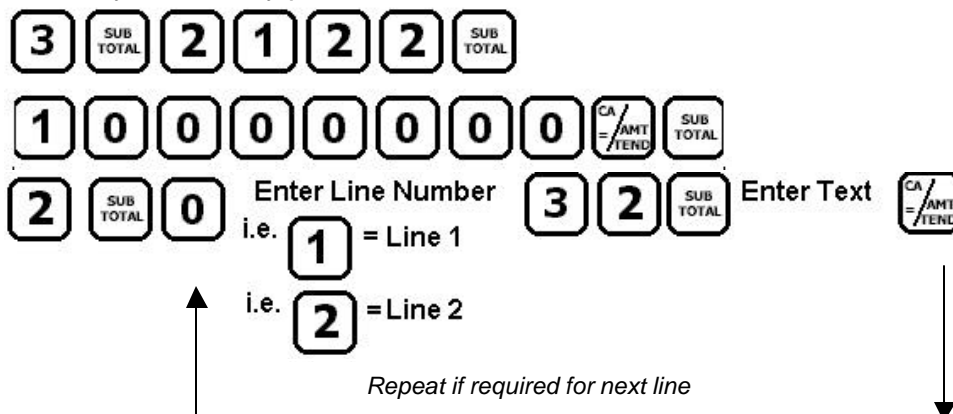 3 SUB TOTAL 2 1 2 2 SUB TOTAL
1 0 0 0 0 0 0 0 CA/AMT = TEND SUB TOTAL
2 SUB TOTAL 0 Enter Line Number 3 2 SUB TOTAL Enter Text CA/AMT = TEND
i.e. 1 = Line 1
i.e. 2 = Line 2
Repeat if required for next line